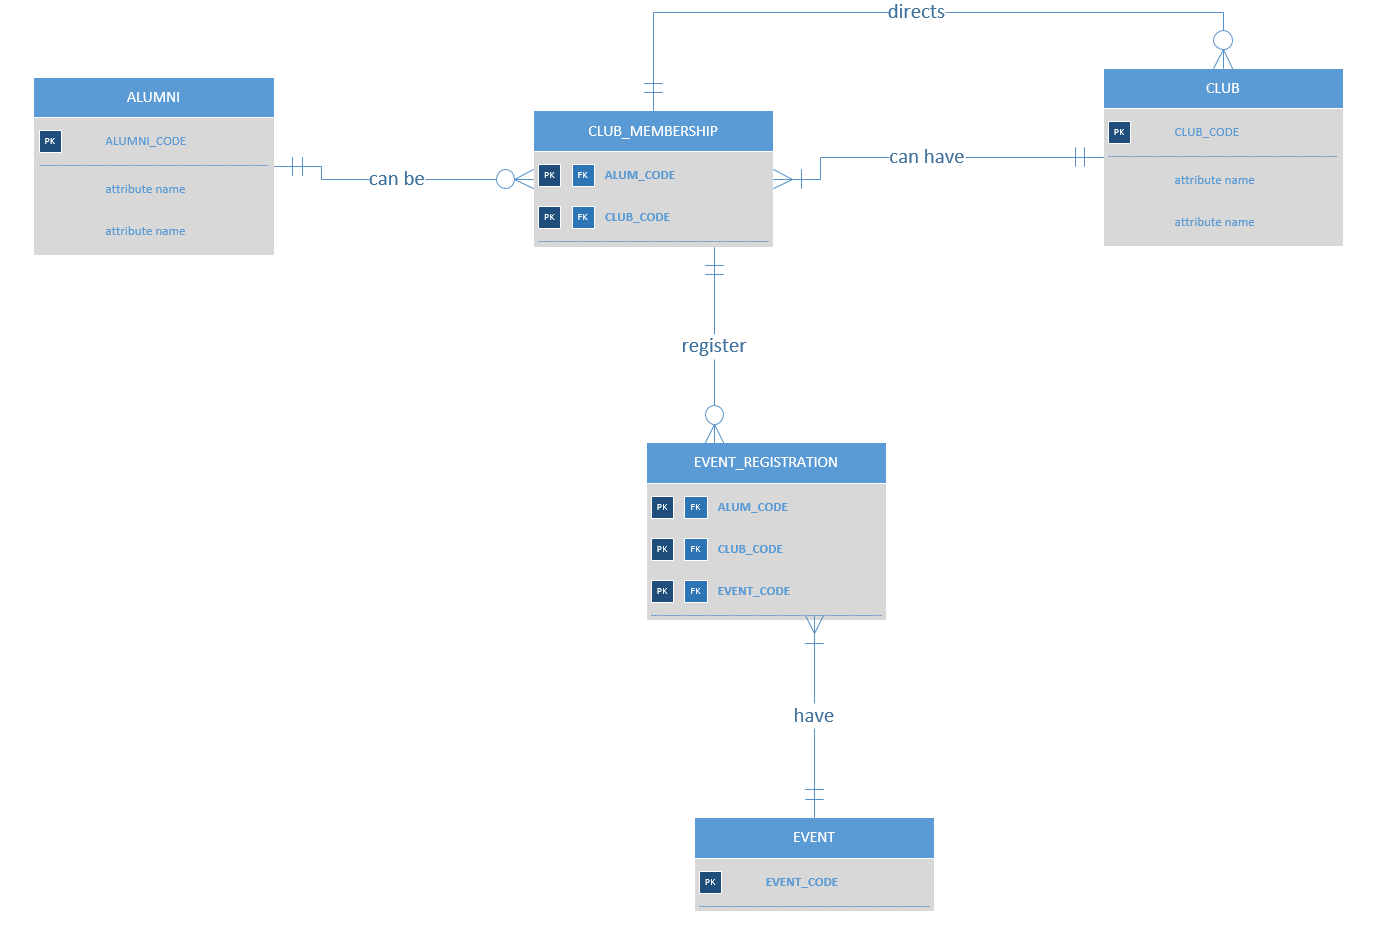 directs
ALUMNI
PK ALUMNI_CODE
attribute name
attribute name
can be
CLUB_MEMBERSHIP
PK FK ALUM_CODE
PK FK CLUB_CODE
can have
CLUB
PK CLUB_CODE
attribute name
attribute name
register
EVENT_REGISTRATION
PK FK ALUM_CODE
PK FK CLUB_CODE
PK FK EVENT_CODE
have
EVENT
PK EVENT_CODE